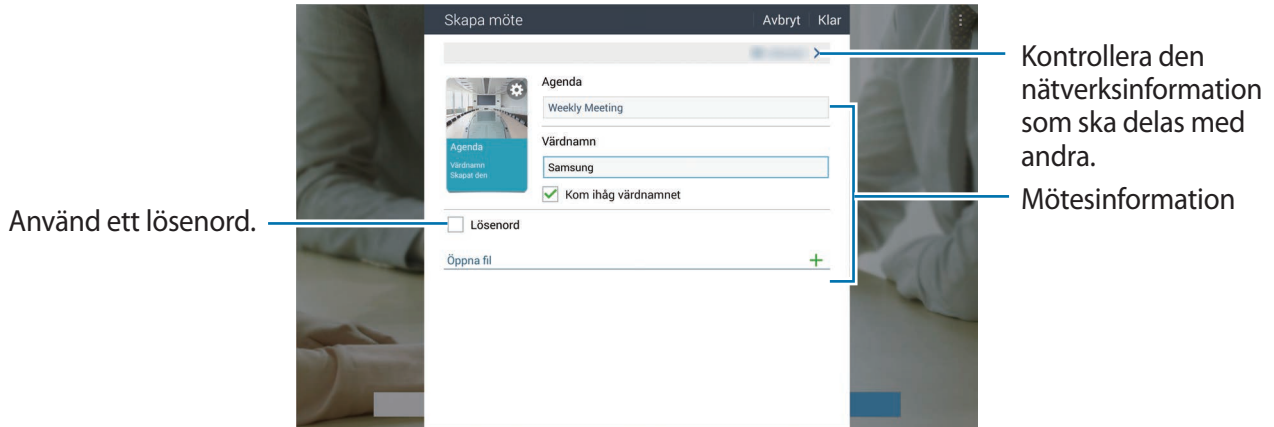 Skapa möte Avbryt Klar
Agenda
Weekly Meeting
Agenda
Värdnamn
Skapat den
Värdnamn
Samsung
Kom ihåg värdnamnet
Lösenord
Öppna fil
Använd ett lösenord.
Kontrollera den
nätverksinformation
som ska delas med
andra.
Mötesinformation